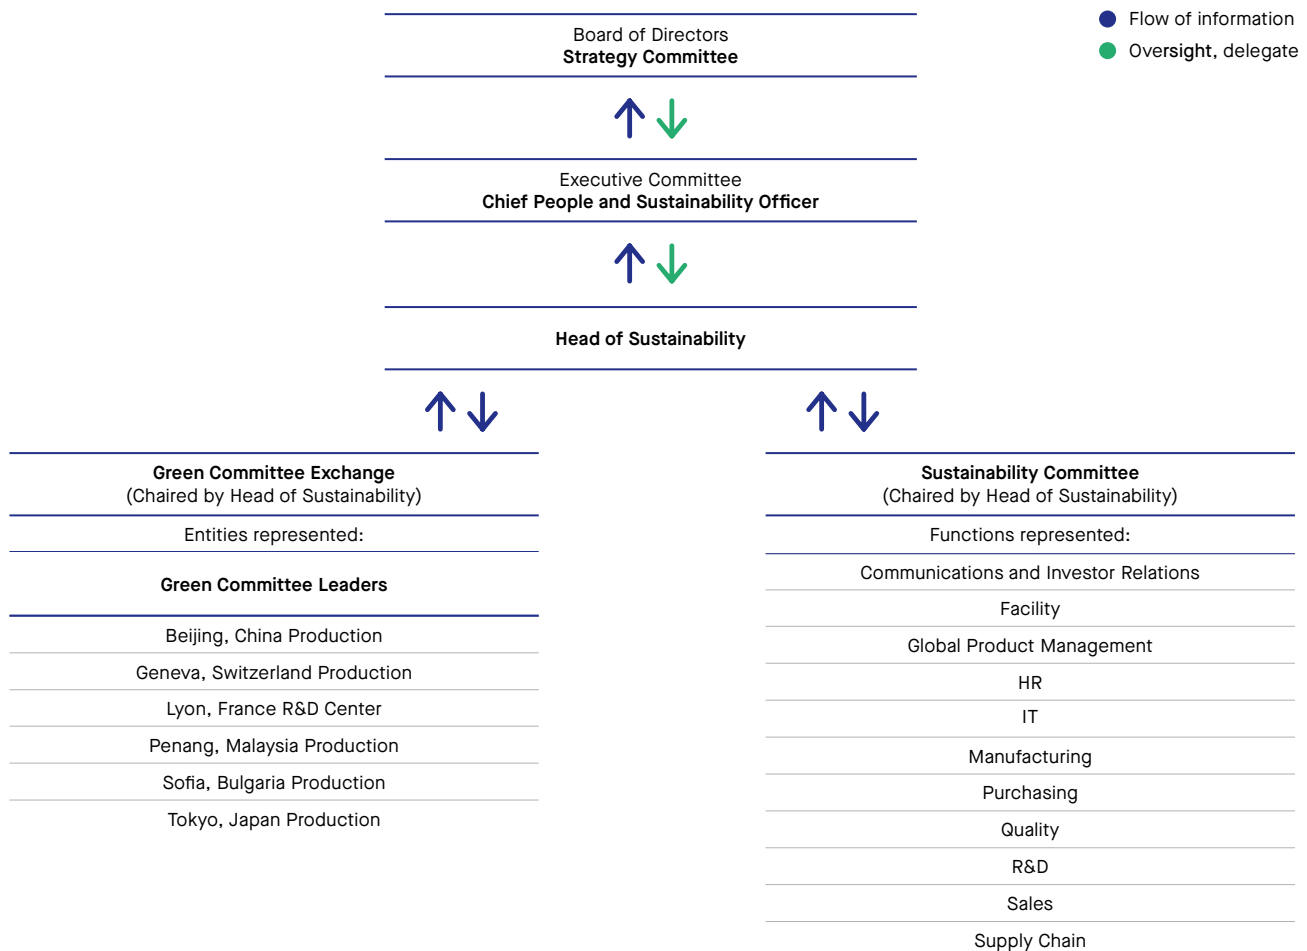 Flow of information
Oversight, delegate
Board of Directors
Strategy Committee
Executive Committee
Chief People and Sustainability Officer
Head of Sustainability
Green Committee Exchange
(Chaired by Head of Sustainability)
Entities represented:
Green Committee Leaders
Beijing, China Production
Geneva, Switzerland Production
Lyon, France R&D Center
Penang, Malaysia Production
Sofia, Bulgaria Production
Tokyo, Japan Production
Sustainability Committee
(Chaired by Head of Sustainability)
Functions represented:
Communications and Investor Relations
Facility
Global Product Management
HR
IT
Manufacturing
Purchasing
Quality
R&D
Sales
Supply Chain